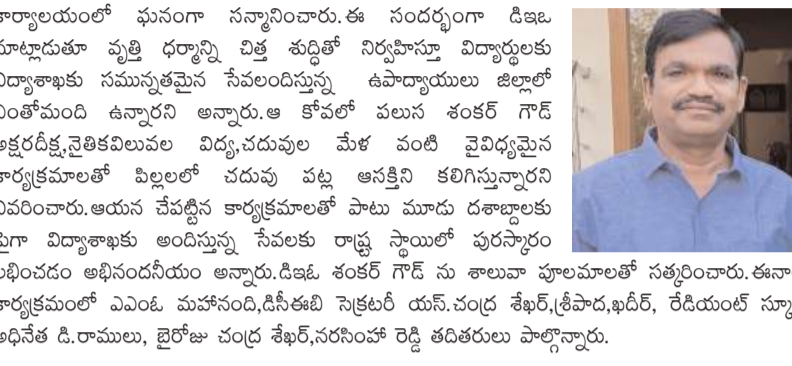 కార్యాలయంలో ఘనంగా సన్మానించారు.ఈ సందర్భంగా డిఇఒ
మాట్లాడుతూ వృత్తి ధర్మాన్ని చిత్త శుద్ధితో నిర్వహిస్తూ విద్యార్థులకు
విద్యాశాఖకు సమున్నతమైన సేవలందిస్తున్న ఉపాద్యాయులు జిల్లాలో
ఎంతోమంది ఉన్నారని అన్నారు.ఆ కోవలో పలుస శంకర్ గౌడ్
అక్షరదీక్ష,నైతికవిలువల విద్య,చదువుల మేళ వంటి వైవిధ్యమైన
కార్యక్రమాలతో పిల్లలలో చదువు పట్ల ఆసక్తిని కలిగిస్తున్నారని
వివరించారు.ఆయన చేపట్టిన కార్యక్రమాలతో పాటు మూడు దశాబ్దాలకు
పైగా విద్యాశాఖకు అందిస్తున్న సేవలకు రాష్ట్ర స్థాయిలో పురస్కారం
లభించడం అభినందనీయం అన్నారు.డిఇఓ శంకర్ గౌడ్ ను శాలువా పూలమాలతో సత్కరించారు.ఈనా
కార్యక్రమంలో ఎఎంఓ మహానంది,డిసీఈబి సెక్రటరీ యస్.చంద్ర శేఖర్,శ్రీపాద,ఖదీర్, రేడియంట్ స్కూ
అధినేత డి.రాములు, బైరోజు చంద్ర శేఖర్,నరసింహా రెడ్డి తదితరులు పాల్గొన్నారు.